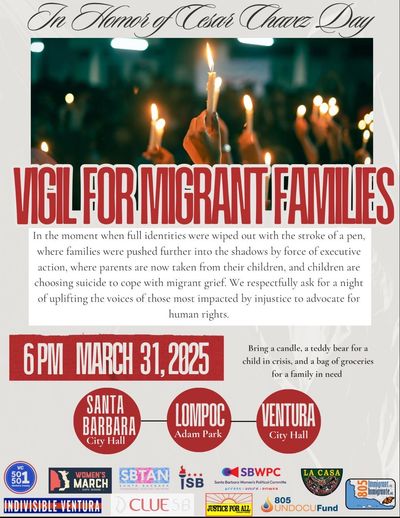 In Honor of Cesar Chavez Day
VIGIL FOR MIGRANT FAMILIES
In the moment when full identities were wiped out with the stroke of a pen,
where families were pushed further into the shadows by force of executive
action, where parents are now taken from their children, and children are
choosing suicide to cope with migrant grief. We respectfully ask for a night
of uplifting the voices of those most impacted by injustice to advocate for
human rights.
6 PM MARCH 31, 2025
Bring a candle, a teddy bear for a
child in crisis, and a bag of groceries
for a family in need
SANTA
BARBARA
City Hall
LOMPOC
Adam Park
VENTURA
City Hall
VC
50
50
1
WOMEN'S
MARCH
SBTAN
ISB
SBWPC
Santa Barbara Women's Political Committee
LA CASA
805
Immigrant
INDIVISIBLE VENTURA
CLUE SB
JUSTICE FOR ALL
805
UNDOCUFund